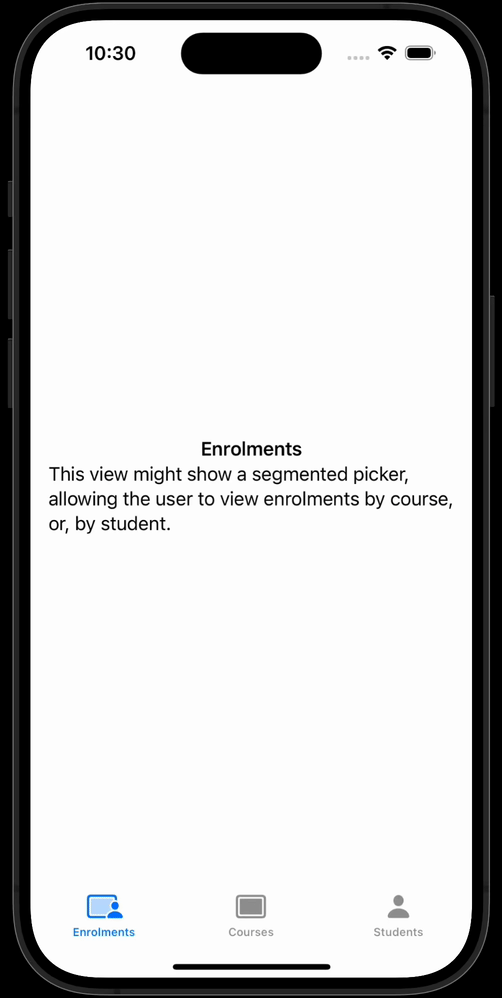 10:30
Enrolments
This view might show a segmented picker,
allowing the user to view enrolments by course,
or, by student.
Enrolments
Courses
Students